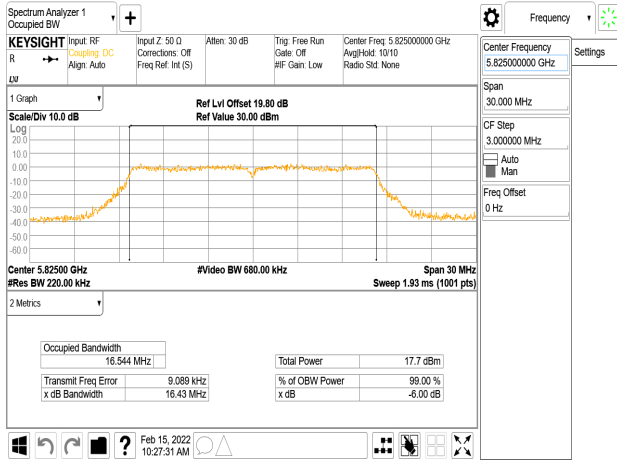 Spectrum Analyzer 1
Occupied BW
Frequency
KEYSIGHT Input: RF Input Z: 50 Ω Atten: 30 dB Trig: Free Run Center Freq: 5.825000000 GHz
R Coupling: DC Corrections: Off Gate: Off Avg|Hold: 10/10
Align: Auto Freq Ref: Int (S) #IF Gain: Low Radio Std: None
LXI
Center Frequency
5.825000000 GHz
Settings
Span
30.000 MHz
CF Step
3.000000 MHz
Auto
Man
Freq Offset
0 Hz
1 Graph
Ref Lvl Offset 19.80 dB
Scale/Div 10.0 dB Ref Value 30.00 dBm
Log
20.0
10.0
0.00
-10.0
-20.0
-30.0
-40.0
-50.0
-60.0
Center 5.82500 GHz #Video BW 680.00 kHz Span 30 MHz
#Res BW 220.00 kHz Sweep 1.93 ms (1001 pts)
2 Metrics
Occupied Bandwidth
16.544 MHz Total Power 17.7 dBm
Transmit Freq Error 9.089 kHz % of OBW Power 99.00 %
x dB Bandwidth 16.43 MHz x dB -6.00 dB
? Feb 15, 2022
10:27:31 AM